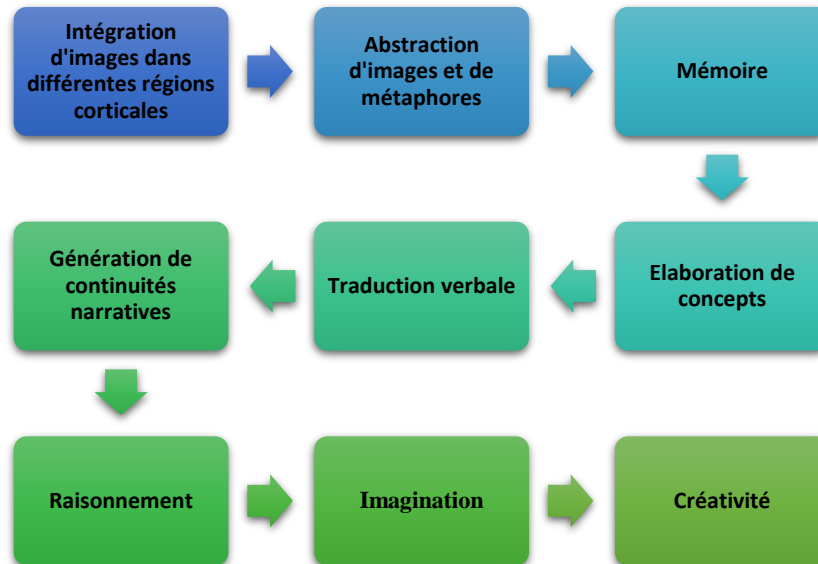 Intégration
d'images dans
différentes régions
corticales
Abstraction
d'images et de
métaphores
Mémoire
Elaboration de
concepts
Traduction verbale
Génération de
continuités
narratives
Raisonnement
Imagination
Créativité